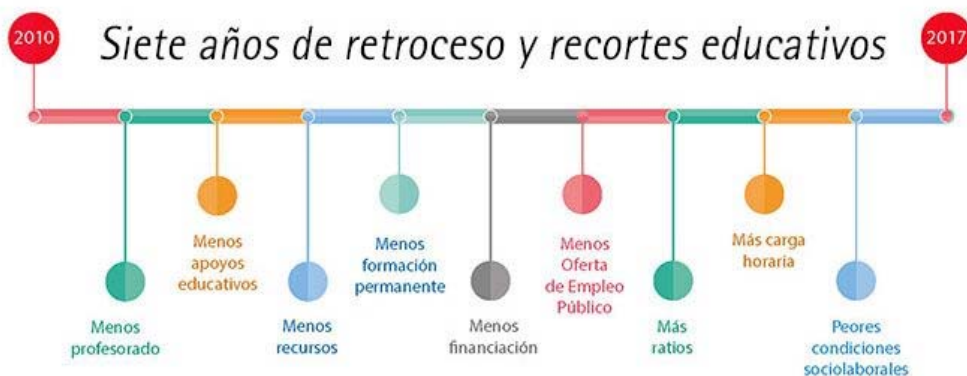 2010
Siete años de retroceso y recortes educativos
2017
Menos
profesorado
Menos
apoyos
educativos
Menos
recursos
Menos
formación
permanente
Menos
financiación
Menos
Oferta
de Empleo
Público
Más
ratios
Más carga
horaria
Peores
condiciones
sociolaborales